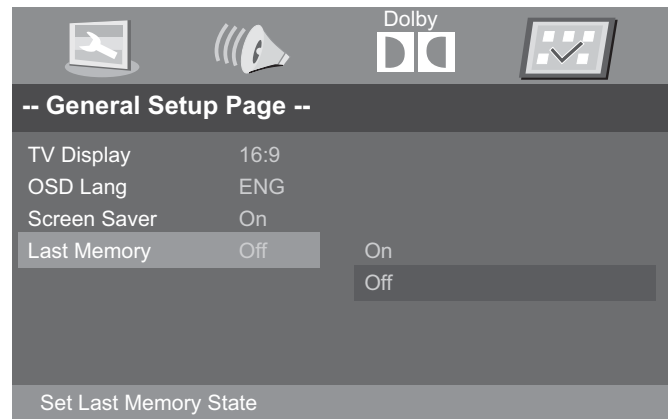 Dolby
-- General Setup Page --
TV Display 16:9
OSD Lang ENG
Screen Saver On
Last Memory Off On
Off
Set Last Memory State